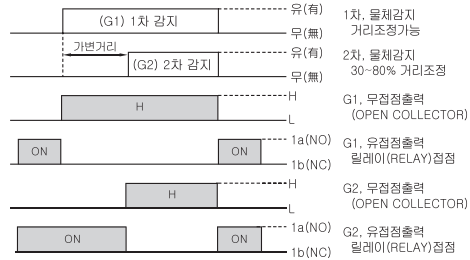 (G1) 1차 감지
유(有)
무(無)
1차, 물체감지
거리조정가능
가변거리
(G2) 2차 감지
유(有)
무(無)
2차, 물체감지
30~80% 거리조정
H
H
L
G1, 무접점출력
(OPEN COLLECTOR)
ON
ON
1a(NO)
1b(NC)
G1, 유접점출력
릴레이(RELAY)접점
H
H
L
G2, 무접점출력
(OPEN COLLECTOR)
ON
ON
1a(NO)
1b(NC)
G2, 유접점출력
릴레이(RELAY)접점